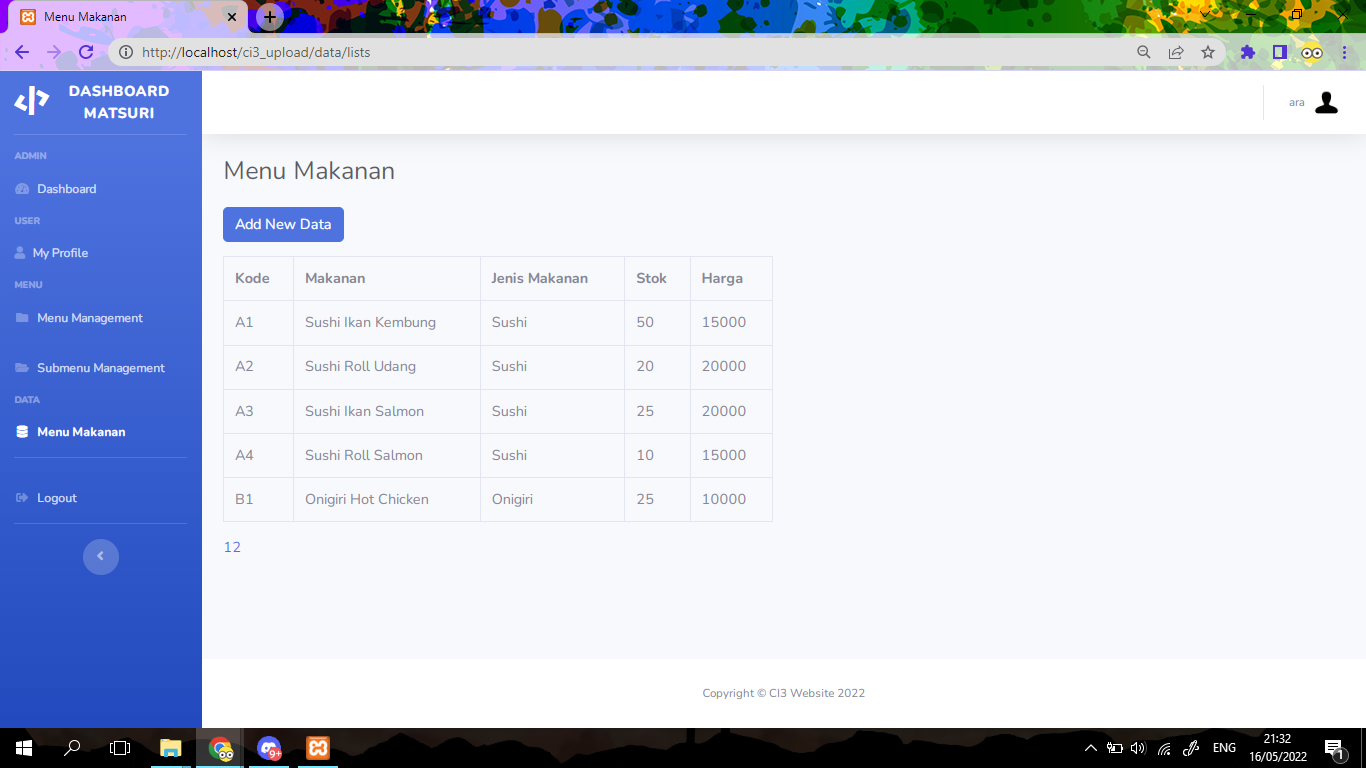 Menu Makanan
http://localhost/ci3_upload/data/lists
DASHBOARD
MATSURI
ADMIN
Dashboard
USER
My Profile
MENU
Menu Management
Submenu Management
DATA
Menu Makanan
Logout
ara
Menu Makanan
Add New Data
Kode Makanan Jenis Makanan Stok Harga
A1 Sushi Ikan Kembung Sushi 50 15000
A2 Sushi Roll Udang Sushi 20 20000
A3 Sushi Ikan Salmon Sushi 25 20000
A4 Sushi Roll Salmon Sushi 10 15000
B1 Onigiri Hot Chicken Onigiri 25 10000
12
Copyright © CI3 Website 2022
9+
ENG
21:32
16/05/2022
1